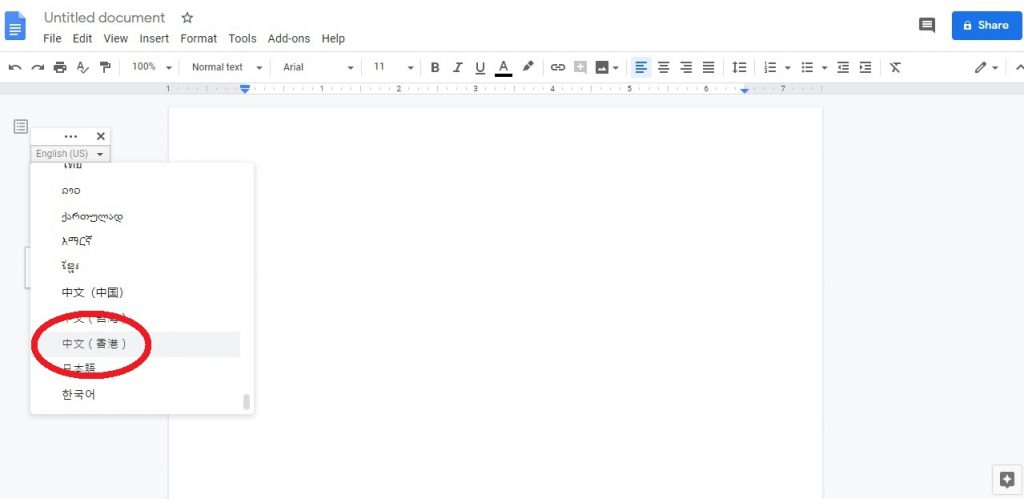 Untitled document
File Edit View Insert Format Tools Add-ons Help
Share
100% Normal text Arial 11 B I U A
1 1 2 3 4 5 6 7
English (US)
ไทย
ລາວ
ქართულად
አማርኛ
ខ្មែរ
中文（中国）
中文（台灣）
中文（香港）
日本語
한국어